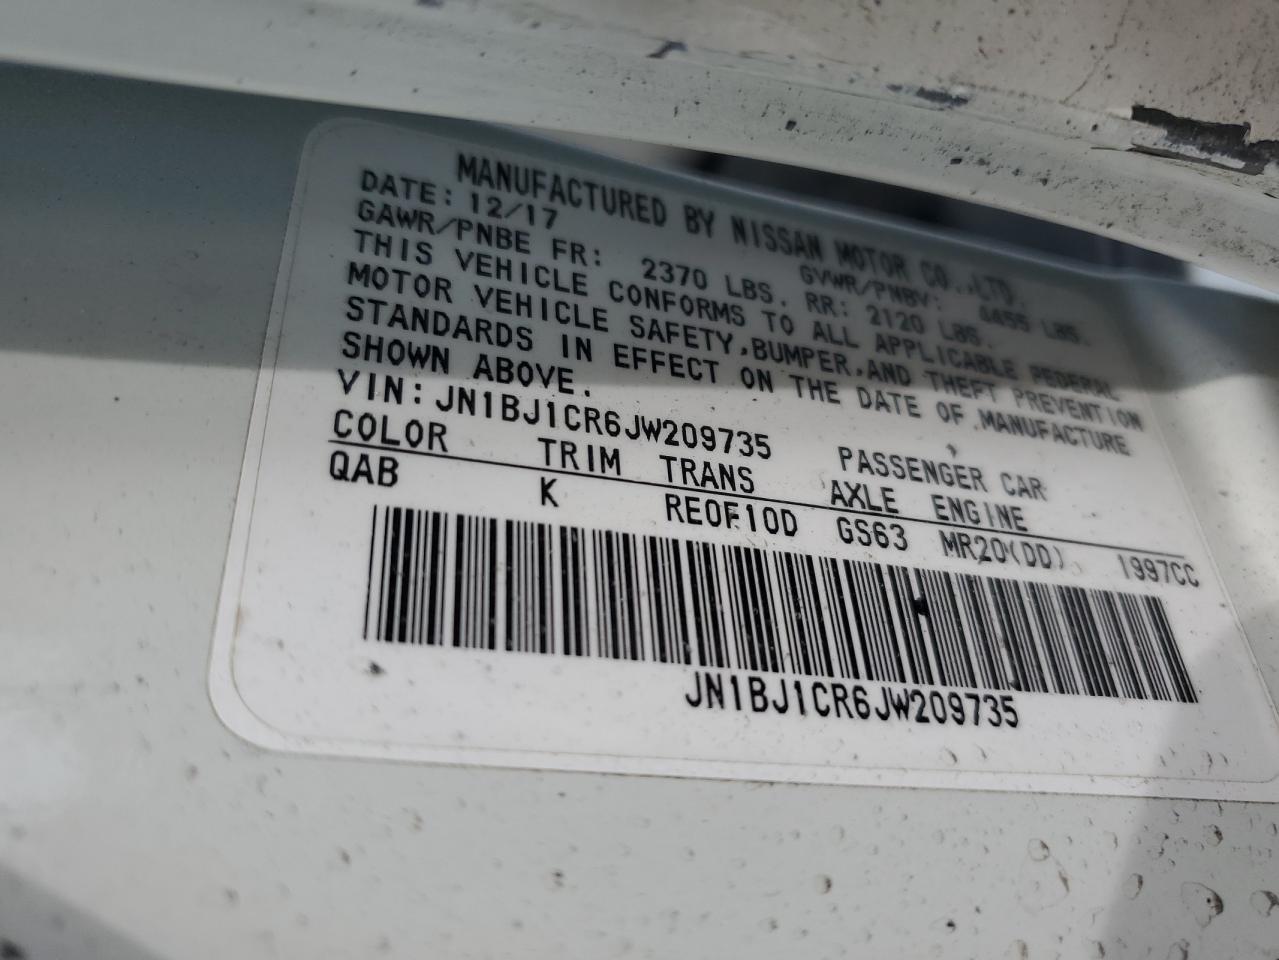 MANUFACTURED BY NISSAN MOTOR CO.,LTD.
DATE: 12/17 GVWR/PNBV: 4455 LBS.
GAWR/PNBE FR: 2370 LBS. RR: 2120 LBS.
THIS VEHICLE CONFORMS TO ALL APPLICABLE FEDERAL
MOTOR VEHICLE SAFETY,BUMPER,AND THEFT PREVENTION
STANDARDS IN EFFECT ON THE DATE OF MANUFACTURE
SHOWN ABOVE.
VIN: JN1BJ1CR6JW209735 PASSENGER CAR
COLOR TRIM TRANS AXLE ENGINE
QAB K RE0F10D GS63 MR20(DD) 1997CC
JN1BJ1CR6JW209735